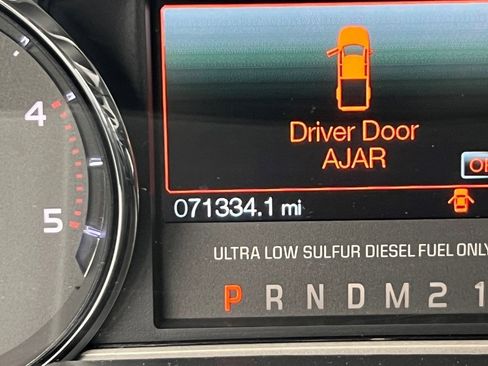 4
5
Driver Door
AJAR
071334.1 mi
ULTRA LOW SULFUR DIESEL FUEL ONLY
P R N D M 2 1